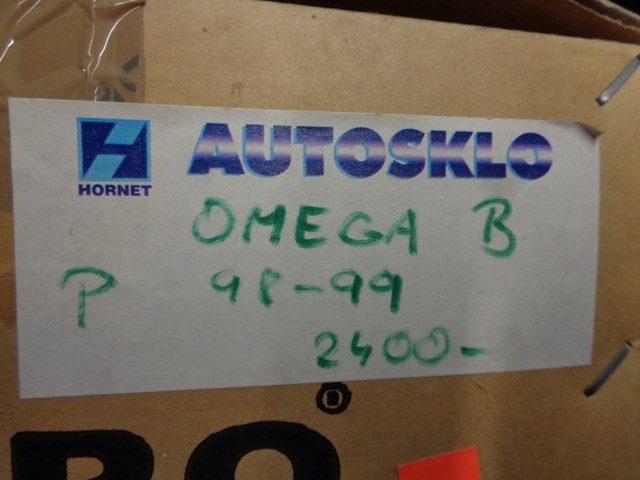 AUTOSKLO
HORNET
OMEGA B
P 98-99
2400-